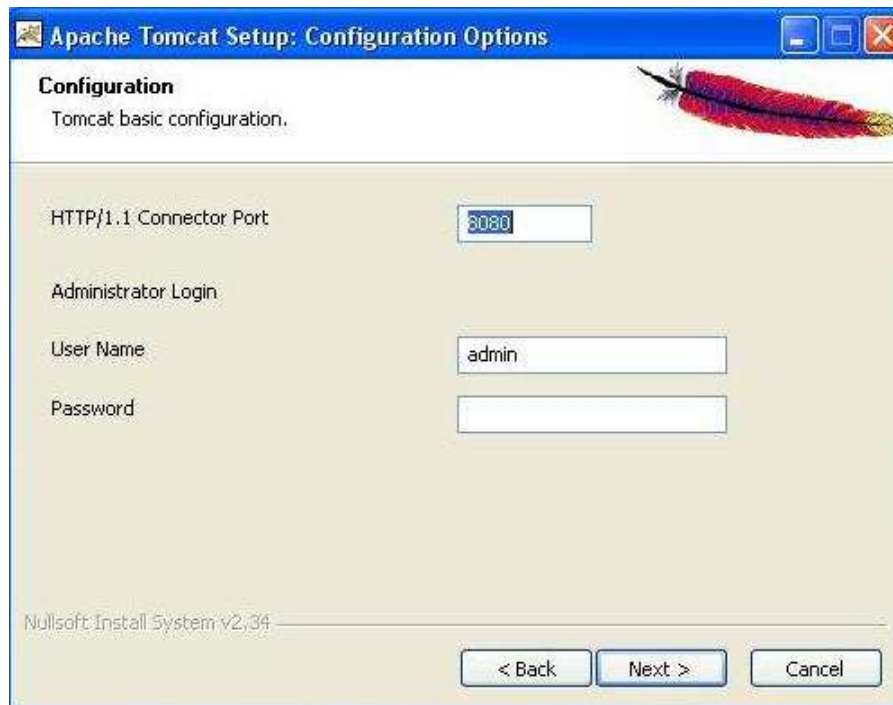 Apache Tomcat Setup: Configuration Options
Configuration
Tomcat basic configuration.
HTTP/1.1 Connector Port
8080
Administrator Login
User Name
admin
Password
Nullsoft Install System v2.34
< Back
Next >
Cancel